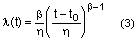 λ(t) = β/η ((t − t₀)/η)^(β−1) (3)